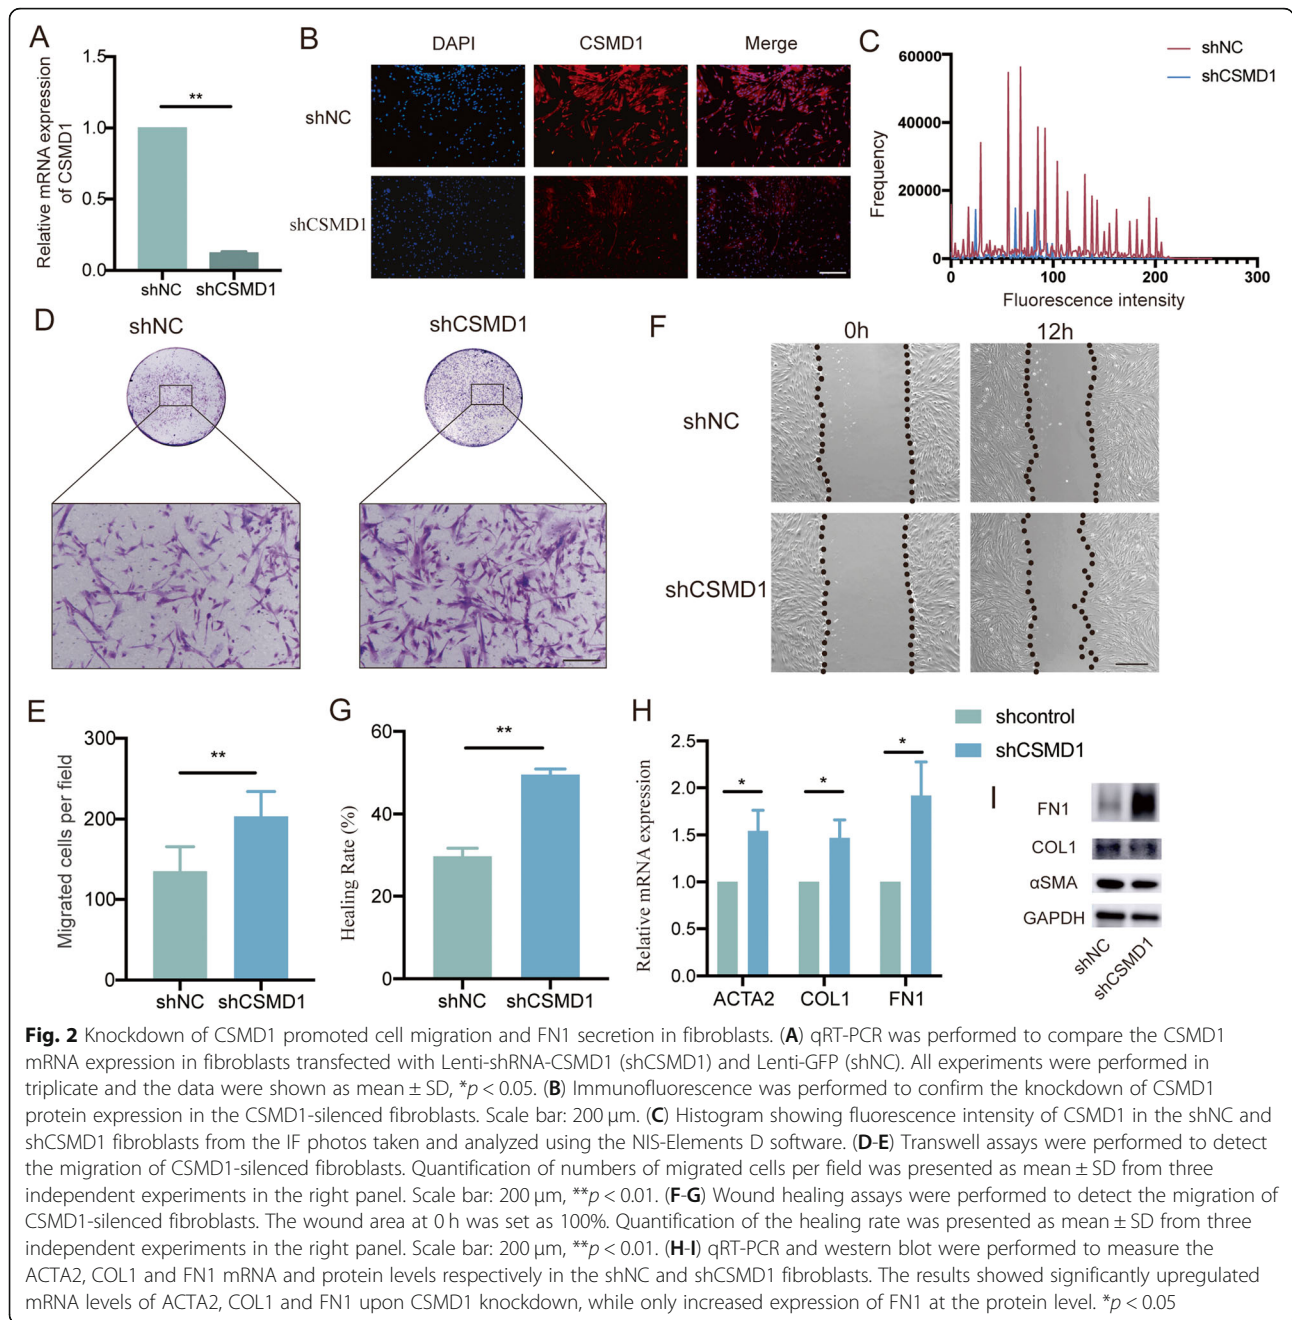 A
1.5
1.0
0.5
0.0
Relative mRNA expression
of CSMD1
**
shNC
shCSMD1
B
DAPI
CSMD1
Merge
shNC
shCSMD1
C
60000
40000
20000
0
Frequency
0
100
200
300
Fluorescence intensity
shNC
shCSMD1
D
shNC
shCSMD1
F
0h
12h
shNC
shCSMD1
E
300
200
100
0
Migrated cells per field
**
shNC
shCSMD1
G
60
40
20
0
Healing Rate (%)
**
shNC
shCSMD1
H
2.5
2.0
1.5
1.0
0.5
0.0
Relative mRNA expression
*
*
*
ACTA2
COL1
FN1
shcontrol
shCSMD1
I
FN1
COL1
αSMA
GAPDH
shNC
shCSMD1
Fig. 2 Knockdown of CSMD1 promoted cell migration and FN1 secretion in fibroblasts. (A) qRT-PCR was performed to compare the CSMD1
mRNA expression in fibroblasts transfected with Lenti-shRNA-CSMD1 (shCSMD1) and Lenti-GFP (shNC). All experiments were performed in
triplicate and the data were shown as mean ± SD, *p < 0.05. (B) Immunofluorescence was performed to confirm the knockdown of CSMD1
protein expression in the CSMD1-silenced fibroblasts. Scale bar: 200 μm. (C) Histogram showing fluorescence intensity of CSMD1 in the shNC and
shCSMD1 fibroblasts from the IF photos taken and analyzed using the NIS-Elements D software. (D-E) Transwell assays were performed to detect
the migration of CSMD1-silenced fibroblasts. Quantification of numbers of migrated cells per field was presented as mean ± SD from three
independent experiments in the right panel. Scale bar: 200 μm, **p < 0.01. (F-G) Wound healing assays were performed to detect the migration of
CSMD1-silenced fibroblasts. The wound area at 0 h was set as 100%. Quantification of the healing rate was presented as mean ± SD from three
independent experiments in the right panel. Scale bar: 200 μm, **p < 0.01. (H-I) qRT-PCR and western blot were performed to measure the
ACTA2, COL1 and FN1 mRNA and protein levels respectively in the shNC and shCSMD1 fibroblasts. The results showed significantly upregulated
mRNA levels of ACTA2, COL1 and FN1 upon CSMD1 knockdown, while only increased expression of FN1 at the protein level. *p < 0.05